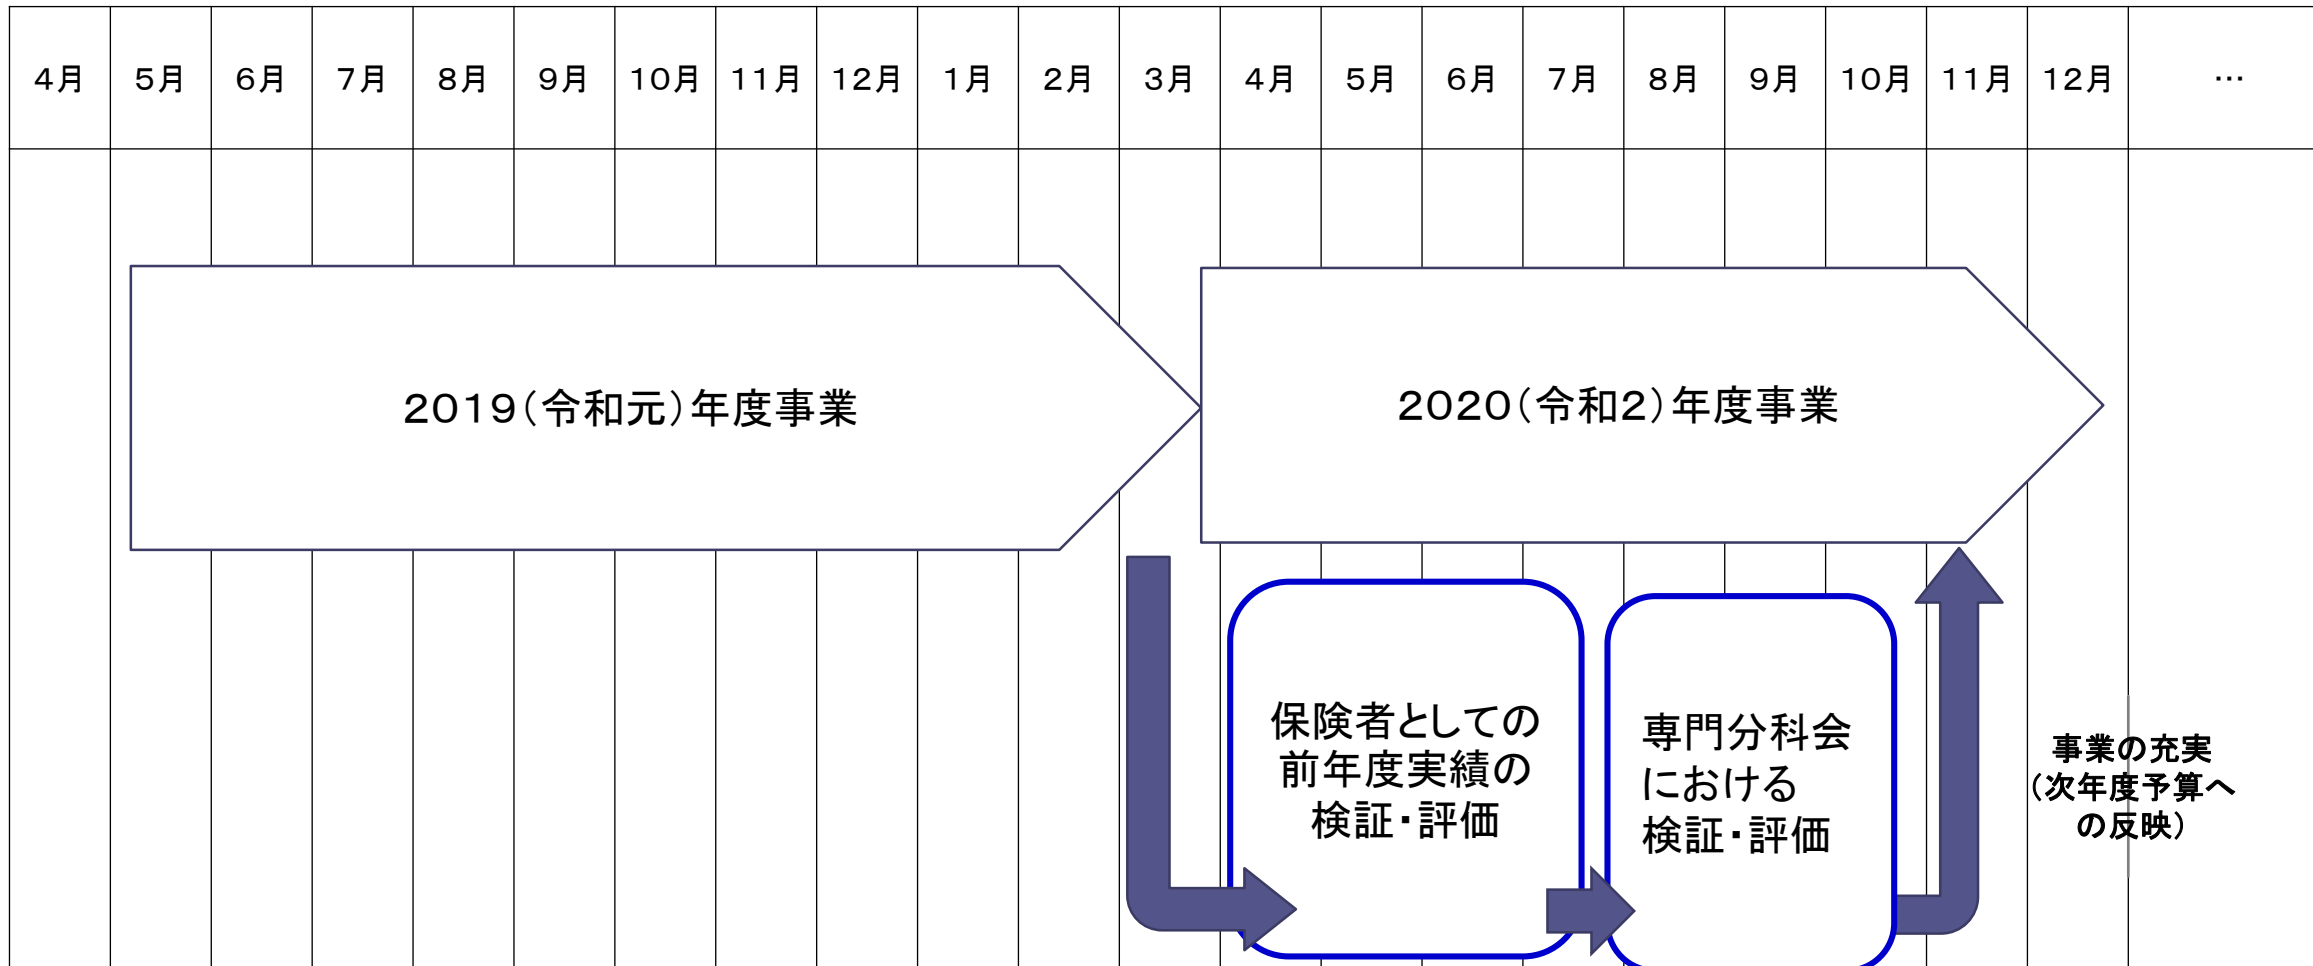 4月 5月 6月 7月 8月 9月 10月 11月 12月 1月 2月 3月 4月 5月 6月 7月 8月 9月 10月 11月 12月 …
2019(令和元)年度事業
2020(令和2)年度事業
保険者としての
前年度実績の
検証・評価
専門分科会
における
検証・評価
事業の充実
(次年度予算へ
の反映)